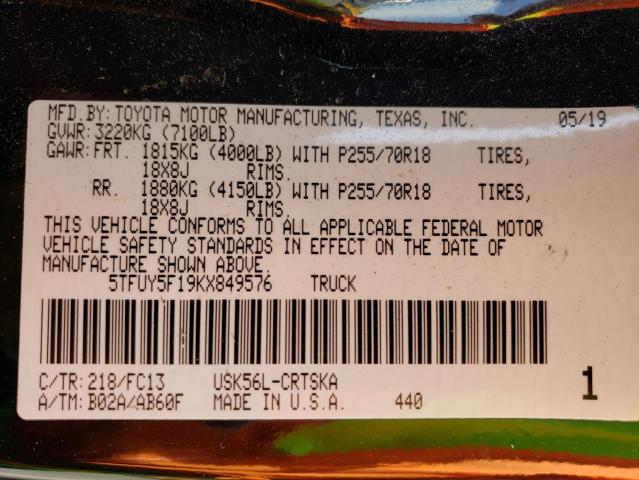 MFD.BY: TOYOTA MOTOR MANUFACTURING, TEXAS, INC. 05/19
GVWR: 3220KG (7100LB)
GAWR: FRT. 1815KG (4000LB) WITH P255/70R18 TIRES,
18X8J RIMS.
RR. 1880KG (4150LB) WITH P255/70R18 TIRES,
18X8J RIMS.
THIS VEHICLE CONFORMS TO ALL APPLICABLE FEDERAL MOTOR
VEHICLE SAFETY STANDARDS IN EFFECT ON THE DATE OF
MANUFACTURE SHOWN ABOVE.
5TFUY5F19KX849576 TRUCK
C/TR: 218/FC13 USK56L-CRTSKA
A/TM: B02A/AB60F MADE IN U.S.A. 440
1